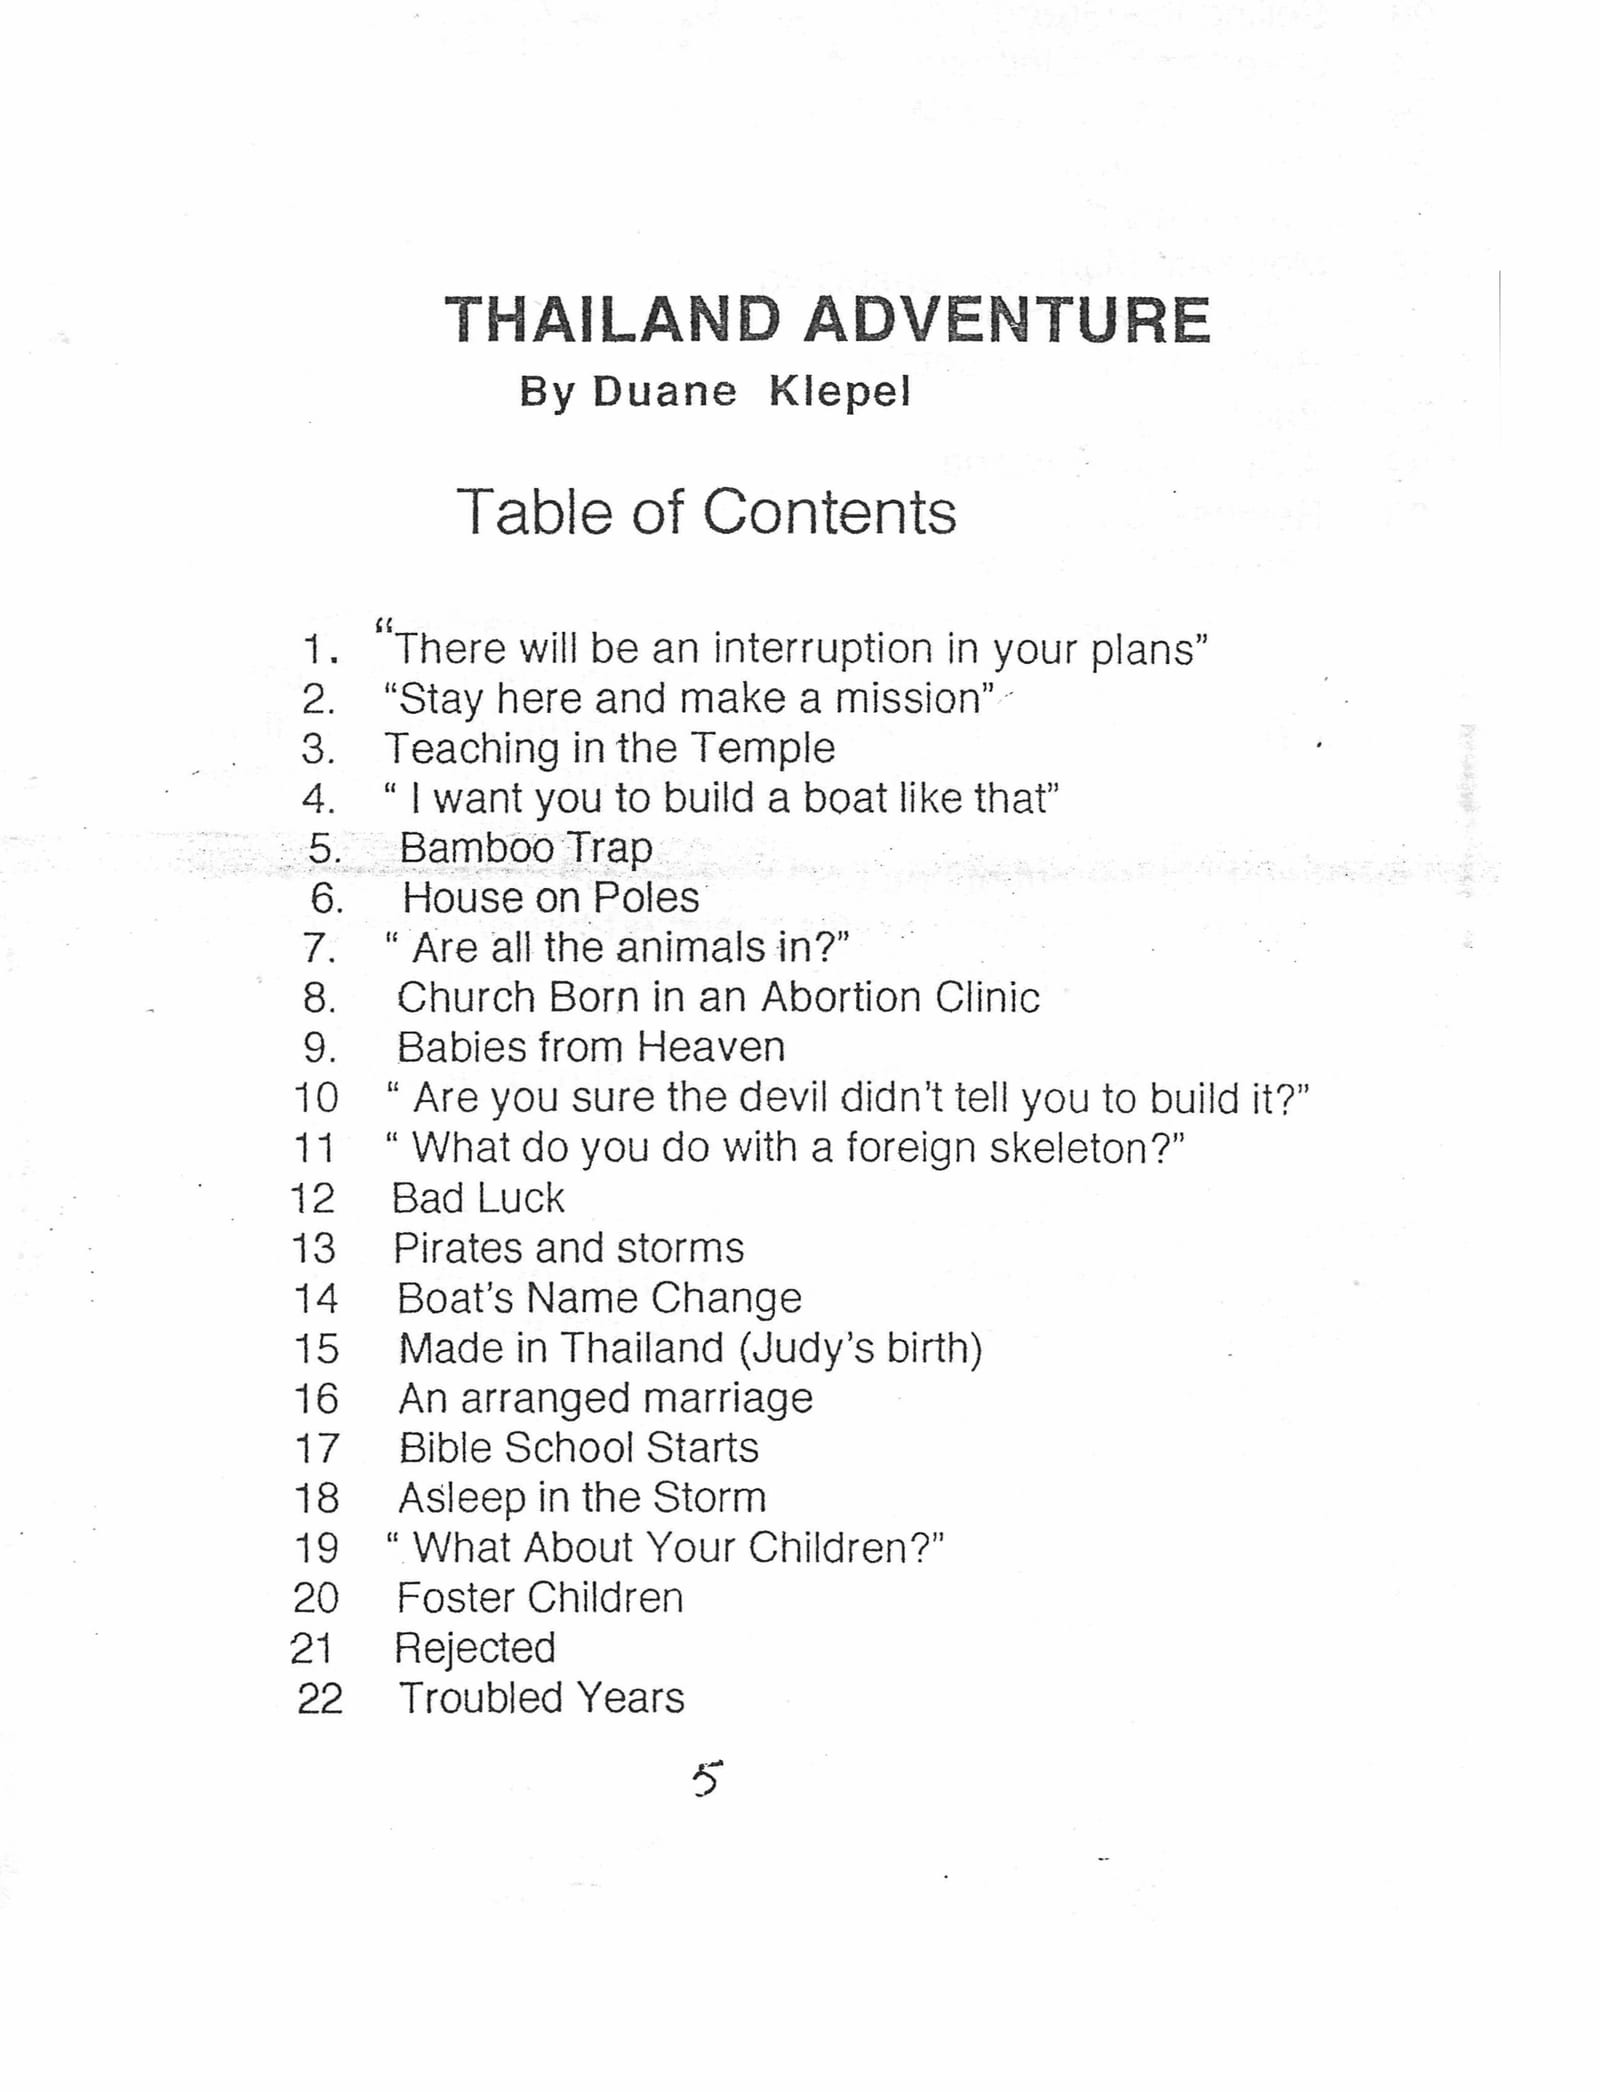 THAILAND ADVENTURE
By Duane Klepel
Table of Contents
1. “There will be an interruption in your plans”
2. “Stay here and make a mission”
3. Teaching in the Temple
4. “ I want you to build a boat like that”
5. Bamboo Trap
6. House on Poles
7. “ Are all the animals in?”
8. Church Born in an Abortion Clinic
9. Babies from Heaven
10 “ Are you sure the devil didn't tell you to build it?”
11 “ What do you do with a foreign skeleton?”
12 Bad Luck
13 Pirates and storms
14 Boat’s Name Change
15 Made in Thailand (Judy’s birth)
16 An arranged marriage
17 Bible School Starts
18 Asleep in the Storm
19 “ What About Your Children?”
20 Foster Children
21 Rejected
22 Troubled Years
5